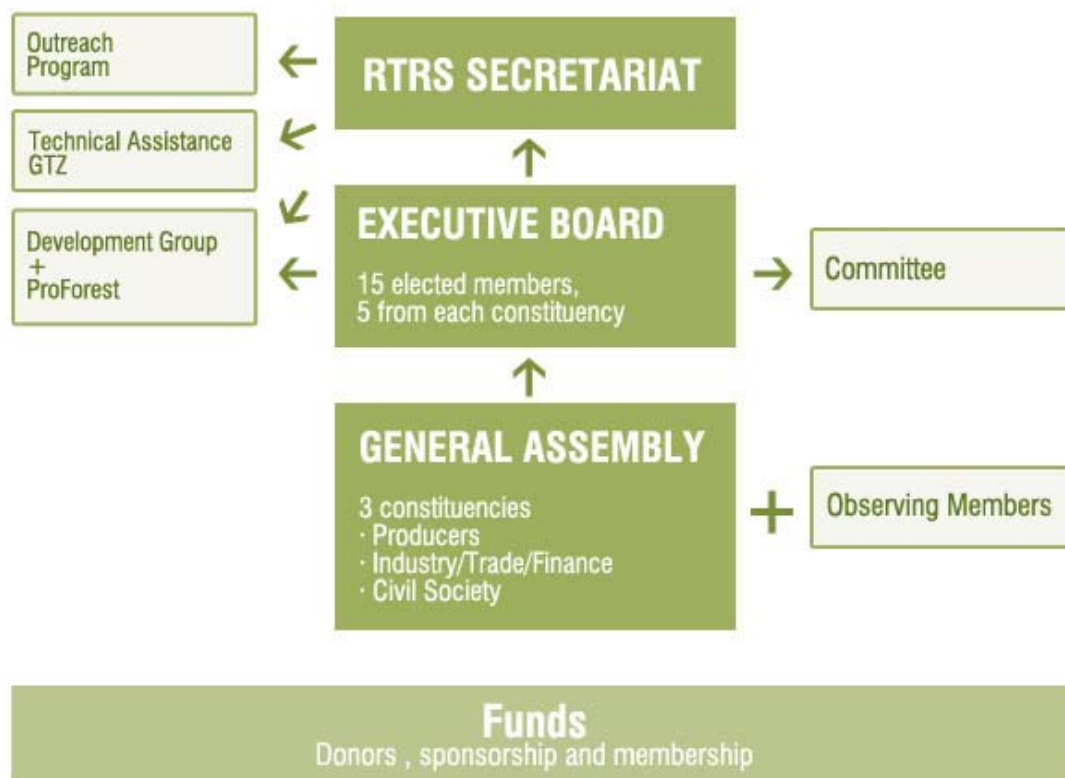 Outreach
Program
RTRS SECRETARIAT
Technical Assistance
GTZ
Development Group
+
ProForest
EXECUTIVE BOARD
15 elected members,
5 from each constituency
Committee
GENERAL ASSEMBLY
3 constituencies
· Producers
· Industry/Trade/Finance
· Civil Society
Observing Members
Funds
Donors , sponsorship and membership